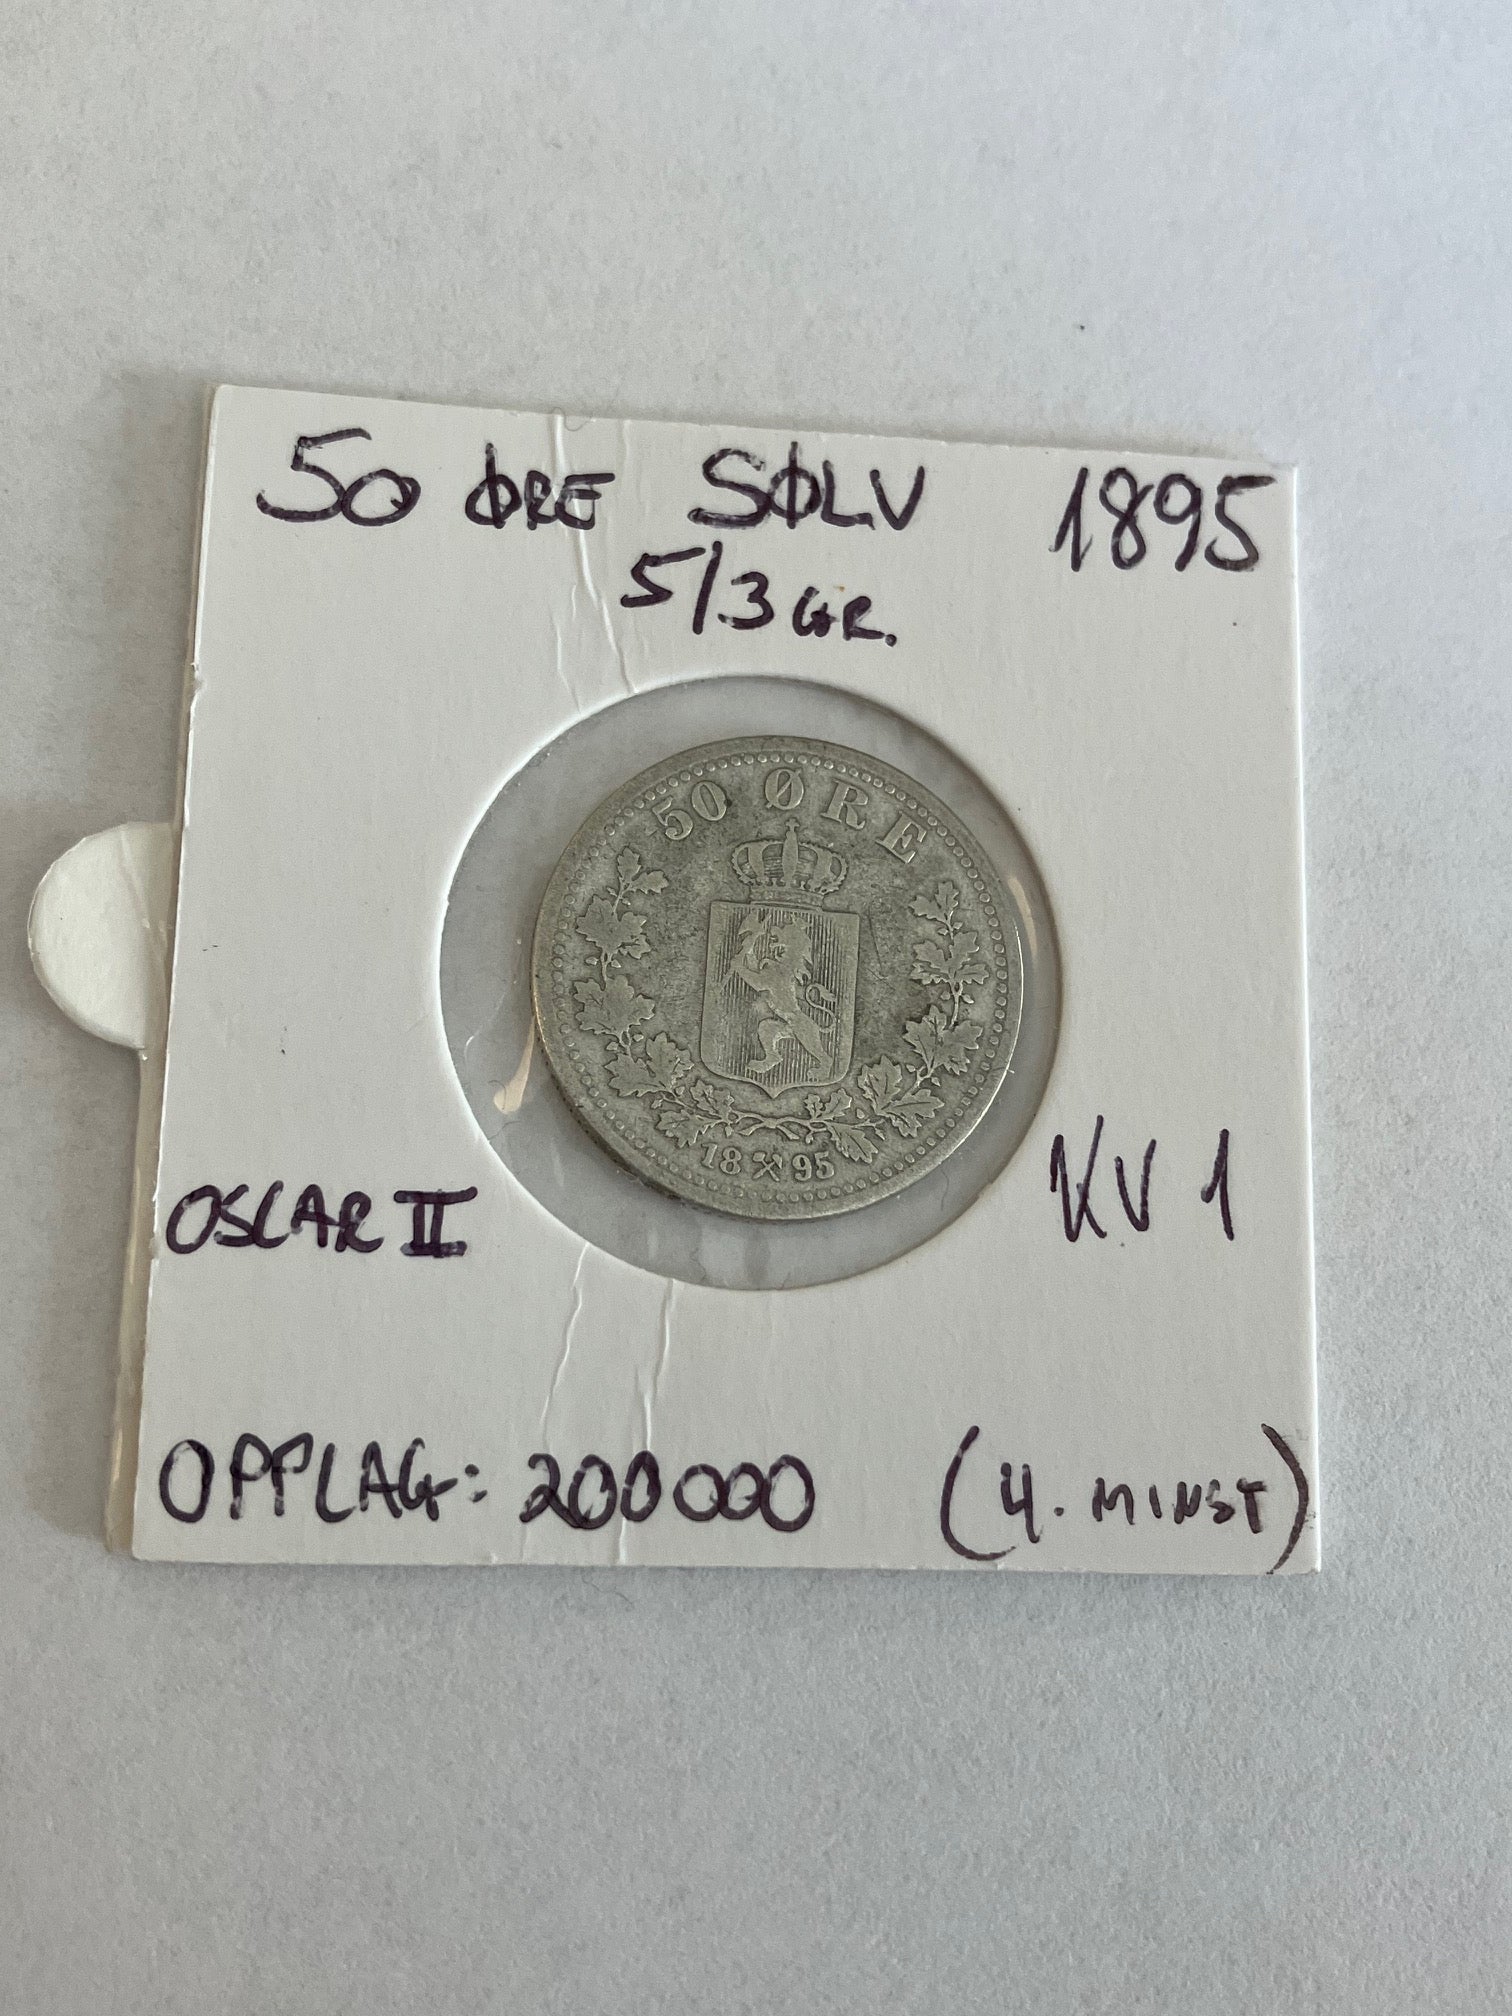 50 ØRE SØLV 1895
5/3 GR.
50 ØRE
18 95
OSCAR II
KV 1
OPPLAG: 200000 (4. MINST)